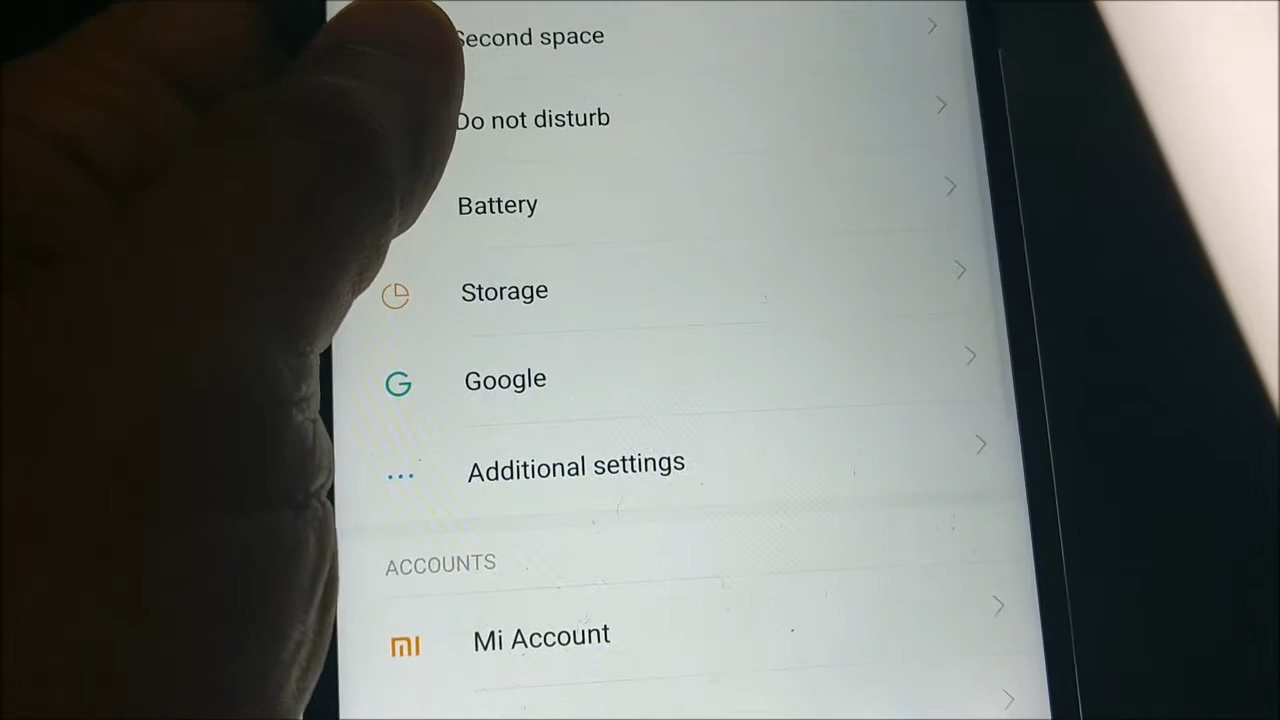 Second space
Do not disturb
Battery
Storage
Google
Additional settings
ACCOUNTS
Mi Account